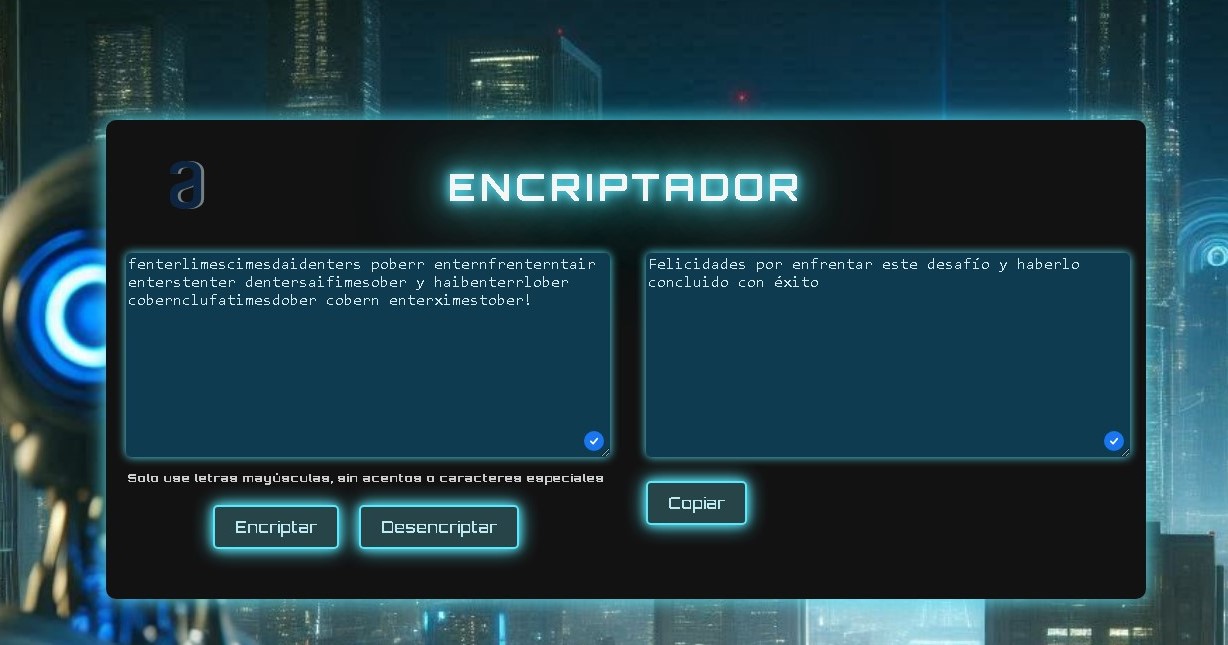 a
ENCRIPTADOR
fenterlimescimesdaidenters poberr enternfrenterntair
enterstenter dentersaifimesober y haibenterrlober
cobernclufatimesdober cobern enterximestober!
Felicidades por enfrentar este desafío y haberlo
concluido con éxito
Solo use letras mayúsculas, sin acentos o caracteres especiales
Encriptar
Desencriptar
Copiar